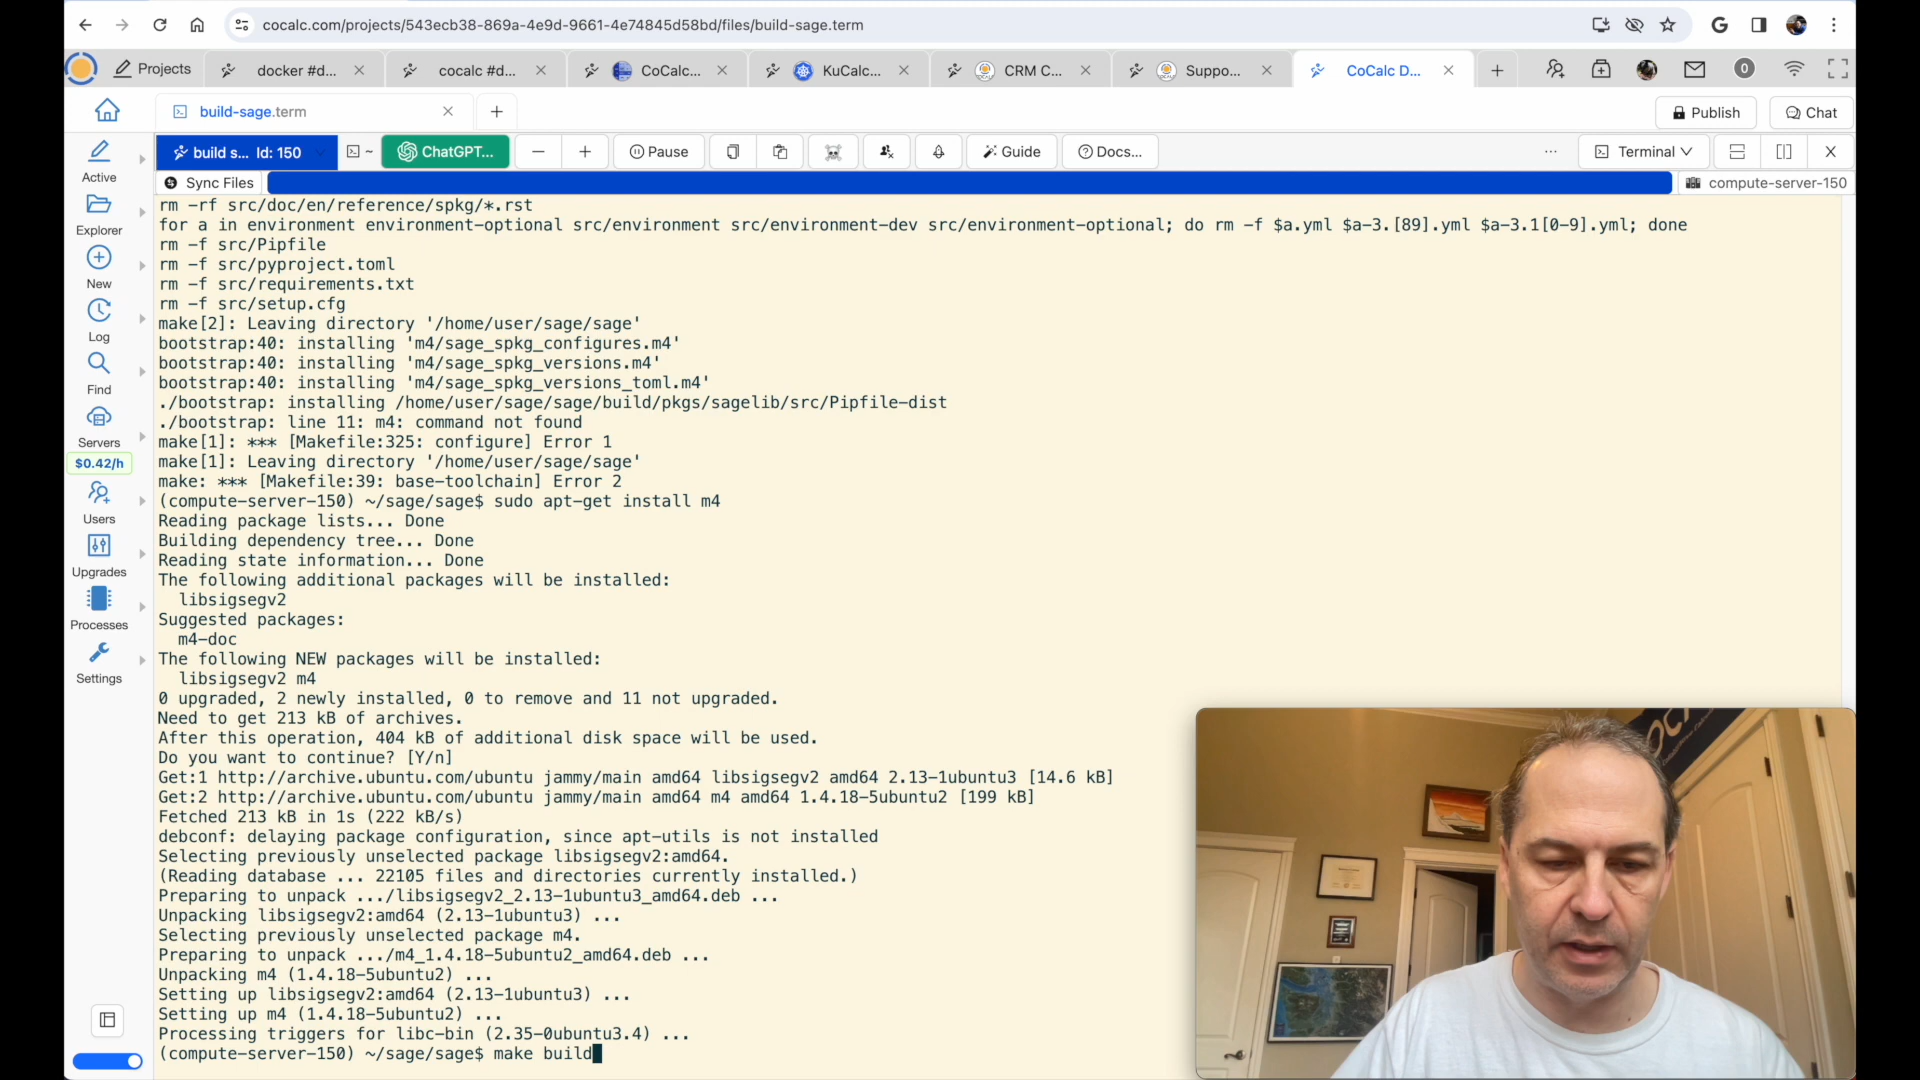 cocalc.com/projects/543ecb38-869a-4e9d-9661-4e74845d58bd/files/build-sage.term
Projects
docker #d...
cocalc #d...
CoCalc...
KuCalc...
CRM C...
Suppo...
CoCalc D...
0
build-sage.term
Publish
Chat
build s... Id: 150
~
ChatGPT...
Pause
Guide
Docs...
Terminal
Sync Files
compute-server-150
Active
Explorer
New
Log
Find
Servers
$0.42/h
Users
Upgrades
Processes
Settings
rm -rf src/doc/en/reference/spkg/*.rst
for a in environment environment-optional src/environment src/environment-dev src/environment-optional; do rm -f $a.yml $a-3.[89].yml $a-3.1[0-9].yml; done
rm -f src/Pipfile
rm -f src/pyproject.toml
rm -f src/requirements.txt
rm -f src/setup.cfg
make[2]: Leaving directory '/home/user/sage/sage'
bootstrap:40: installing 'm4/sage_spkg_configures.m4'
bootstrap:40: installing 'm4/sage_spkg_versions.m4'
bootstrap:40: installing 'm4/sage_spkg_versions_toml.m4'
./bootstrap: installing /home/user/sage/sage/build/pkgs/sagelib/src/Pipfile-dist
./bootstrap: line 11: m4: command not found
make[1]: *** [Makefile:325: configure] Error 1
make[1]: Leaving directory '/home/user/sage/sage'
make: *** [Makefile:39: base-toolchain] Error 2
(compute-server-150) ~/sage/sage$ sudo apt-get install m4
Reading package lists... Done
Building dependency tree... Done
Reading state information... Done
The following additional packages will be installed:
libsigsegv2
Suggested packages:
m4-doc
The following NEW packages will be installed:
libsigsegv2 m4
0 upgraded, 2 newly installed, 0 to remove and 11 not upgraded.
Need to get 213 kB of archives.
After this operation, 404 kB of additional disk space will be used.
Do you want to continue? [Y/n]
Get:1 http://archive.ubuntu.com/ubuntu jammy/main amd64 libsigsegv2 amd64 2.13-1ubuntu3 [14.6 kB]
Get:2 http://archive.ubuntu.com/ubuntu jammy/main amd64 m4 amd64 1.4.18-5ubuntu2 [199 kB]
Fetched 213 kB in 1s (222 kB/s)
debconf: delaying package configuration, since apt-utils is not installed
Selecting previously unselected package libsigsegv2:amd64.
(Reading database ... 22105 files and directories currently installed.)
Preparing to unpack .../libsigsegv2_2.13-1ubuntu3_amd64.deb ...
Unpacking libsigsegv2:amd64 (2.13-1ubuntu3) ...
Selecting previously unselected package m4.
Preparing to unpack .../m4_1.4.18-5ubuntu2_amd64.deb ...
Unpacking m4 (1.4.18-5ubuntu2) ...
Setting up libsigsegv2:amd64 (2.13-1ubuntu3) ...
Setting up m4 (1.4.18-5ubuntu2) ...
Processing triggers for libc-bin (2.35-0ubuntu3.4) ...
(compute-server-150) ~/sage/sage$ make build